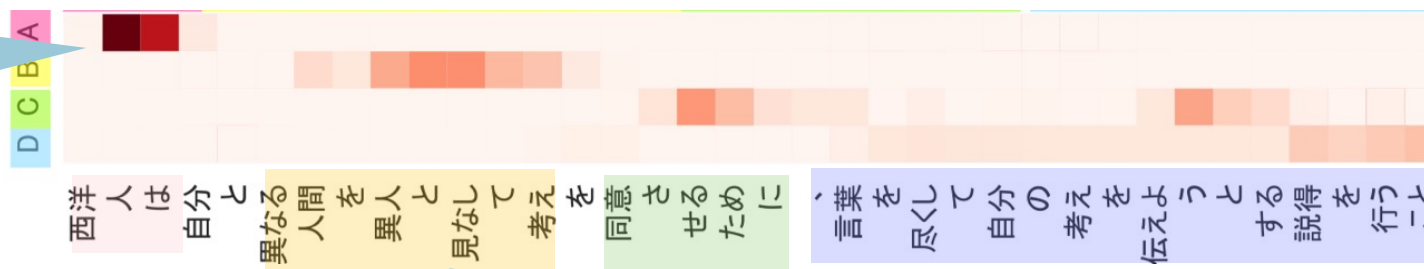 A
B
C
D
西洋 人 は 自分 と 異なる 人間 を 異人 と 見なし て 考え を 同意 さ せる ため に 、 言葉 を 尽くし て 自分 の 考え を 伝えよ う と する 説得 を 行う